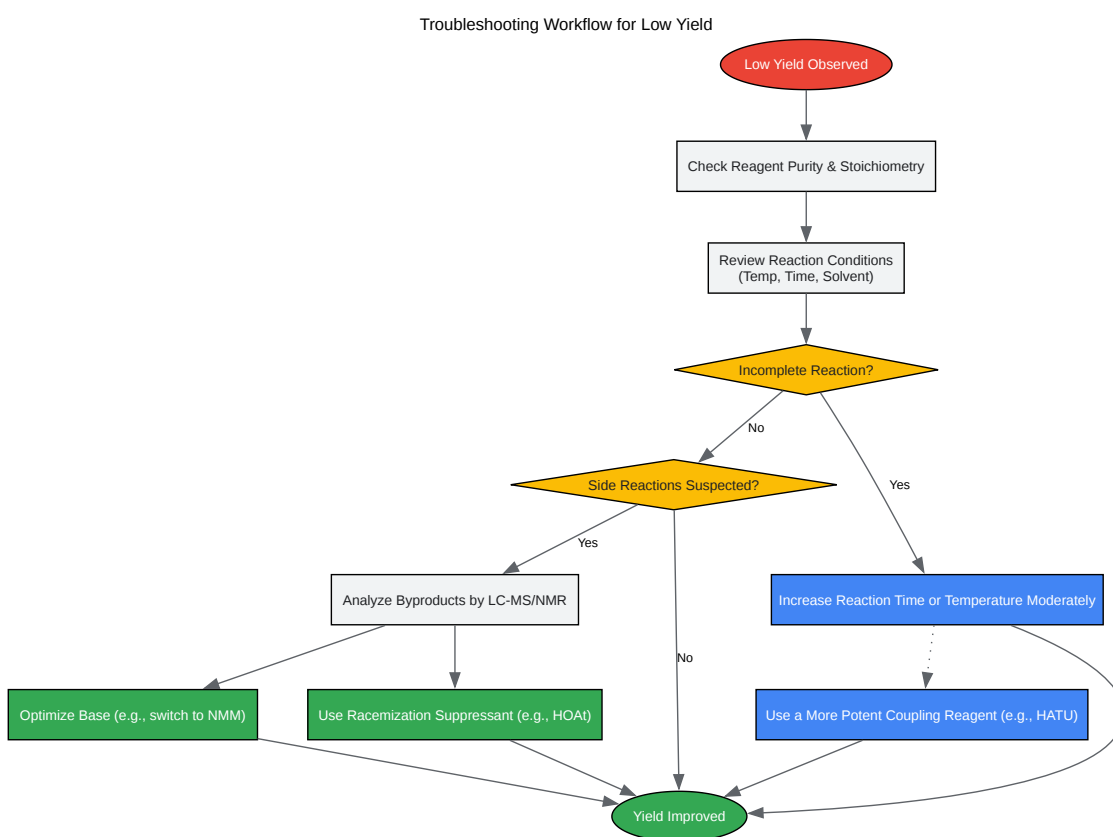 Troubleshooting Workflow for Low Yield
Low Yield Observed
Check Reagent Purity & Stoichiometry
Review Reaction Conditions
(Temp, Time, Solvent)
Incomplete Reaction?
No
Yes
Side Reactions Suspected?
Yes
No
Analyze Byproducts by LC-MS/NMR
Increase Reaction Time or Temperature Moderately
Optimize Base (e.g., switch to NMM)
Use Racemization Suppressant (e.g., HOAt)
Use a More Potent Coupling Reagent (e.g., HATU)
Yield Improved